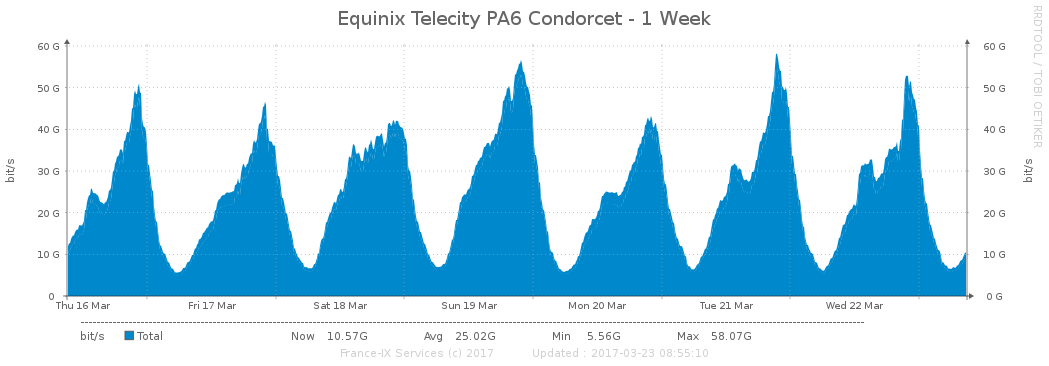 Equinix Telecity PA6 Condorcet - 1 Week
RRDTOOL / TOBI OETIKER
60 G 60 G
50 G 50 G
40 G 40 G
30 G 30 G
20 G 20 G
10 G 10 G
0 0 G
bit/s
bit/s
Thu 16 Mar Fri 17 Mar Sat 18 Mar Sun 19 Mar Mon 20 Mar Tue 21 Mar Wed 22 Mar
bit/s Total Now 10.57G Avg 25.02G Min 5.56G Max 58.07G
France-IX Services (c) 2017 Updated : 2017-03-23 08:55:10